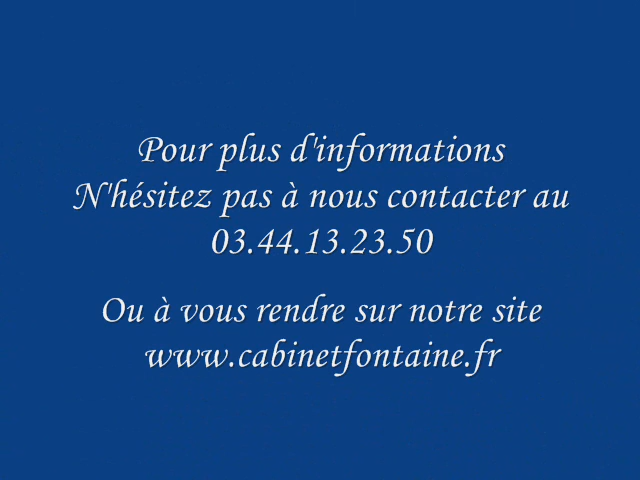 Pour plus d'informations
N'hésitez pas à nous contacter au
03.44.13.23.50
Ou à vous rendre sur notre site
www.cabinetfontaine.fr